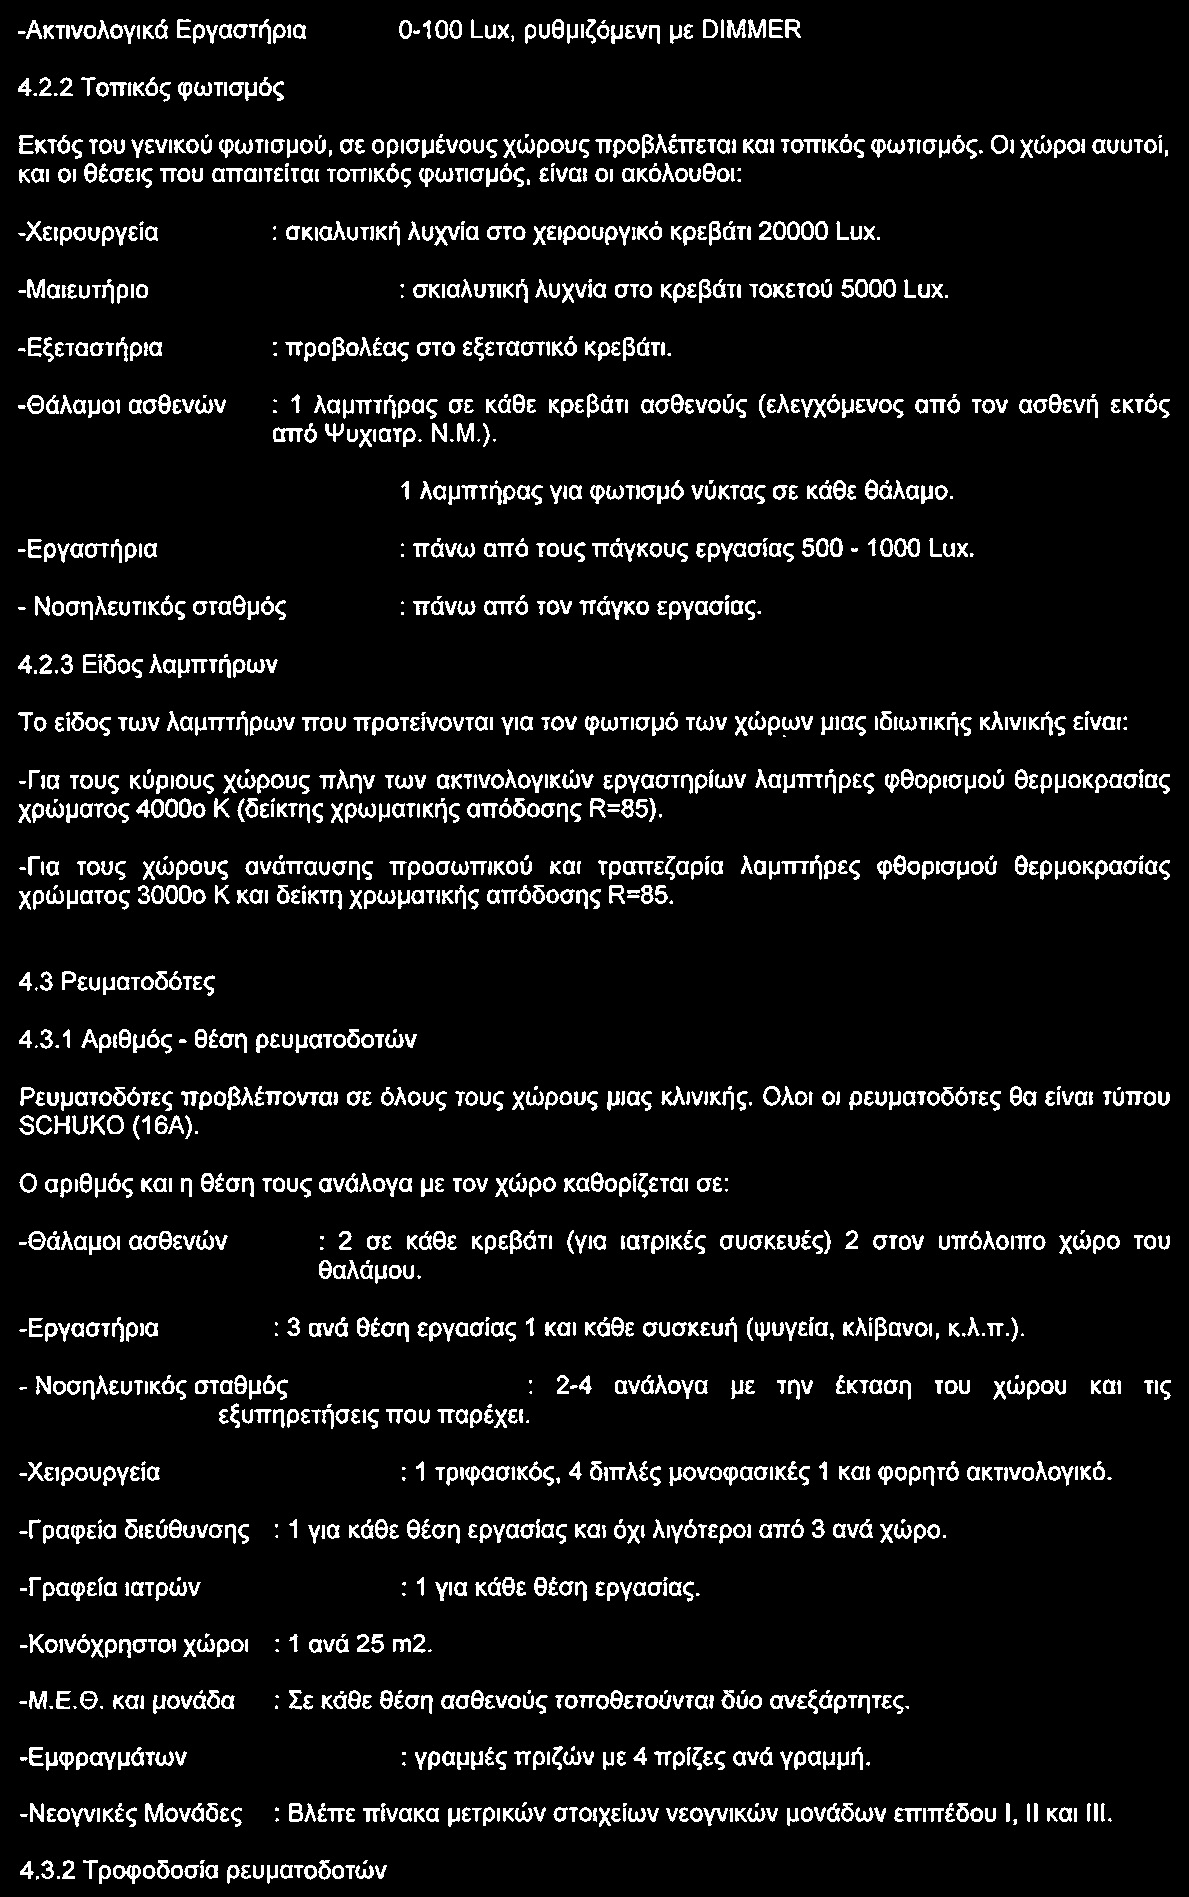 -Ακτινολογικά Εργαστήρια 0-100 Lux, ρυθμιζόμενη με DIMMER
4.2.2 Τοπικός φωτισμός
Εκτός του γενικού φωτισμού, σε ορισμένους χώρους προβλέπεται και τοπικός φωτισμός. Οι χώροι αυυτοί,
και οι θέσεις που απαιτείται τοπικός φωτισμός, είναι οι ακόλουθοι:
-Χειρουργεία : σκιαλυτική λυχνία στο χειρουργικό κρεβάτι 20000 Lux.
-Μαιευτήριο : σκιαλυτική λυχνία στο κρεβάτι τοκετού 5000 Lux.
-Εξεταστήρια : προβολέας στο εξεταστικό κρεβάτι.
-Θάλαμοι ασθενών : 1 λαμπτήρας σε κάθε κρεβάτι ασθενούς (ελεγχόμενος από τον ασθενή εκτός
από Ψυχιατρ. Ν.Μ.).
1 λαμπτήρας για φωτισμό νύκτας σε κάθε θάλαμο.
-Εργαστήρια : πάνω από τους πάγκους εργασίας 500 - 1000 Lux.
- Νοσηλευτικός σταθμός : πάνω από τον πάγκο εργασίας.
4.2.3 Είδος λαμπτήρων
Το είδος των λαμπτήρων που προτείνονται για τον φωτισμό των χώρων μιας ιδιωτικής κλινικής είναι:
-Για τους κύριους χώρους πλην των ακτινολογικών εργαστηρίων λαμπτήρες φθορισμού θερμοκρασίας
χρώματος 4000ο Κ (δείκτης χρωματικής απόδοσης R=85).
-Για τους χώρους ανάπαυσης προσωπικού και τραπεζαρία λαμπτήρες φθορισμού θερμοκρασίας
χρώματος 3000ο Κ και δείκτη χρωματικής απόδοσης R=85.
4.3 Ρευματοδότες
4.3.1 Αριθμός - θέση ρευματοδοτών
Ρευματοδότες προβλέπονται σε όλους τους χώρους μιας κλινικής. Ολοι οι ρευματοδότες θα είναι τύπου
SCHUKO (16A).
Ο αριθμός και η θέση τους ανάλογα με τον χώρο καθορίζεται σε:
-Θάλαμοι ασθενών : 2 σε κάθε κρεβάτι (για ιατρικές συσκευές) 2 στον υπόλοιπο χώρο του
θαλάμου.
-Εργαστήρια : 3 ανά θέση εργασίας 1 και κάθε συσκευή (ψυγεία, κλίβανοι, κ.λ.π.).
- Νοσηλευτικός σταθμός : 2-4 ανάλογα με την έκταση του χώρου και τις
εξυπηρετήσεις που παρέχει.
-Χειρουργεία : 1 τριφασικός, 4 διπλές μονοφασικές 1 και φορητό ακτινολογικό.
-Γραφεία διεύθυνσης : 1 για κάθε θέση εργασίας και όχι λιγότεροι από 3 ανά χώρο.
-Γραφεία ιατρών : 1 για κάθε θέση εργασίας.
-Κοινόχρηστοι χώροι : 1 ανά 25 m2.
-Μ.Ε.Θ. και μονάδα : Σε κάθε θέση ασθενούς τοποθετούνται δύο ανεξάρτητες.
-Εμφραγμάτων : γραμμές πριζών με 4 πρίζες ανά γραμμή.
-Νεογνικές Μονάδες : Βλέπε πίνακα μετρικών στοιχείων νεογνικών μονάδων επιπέδου Ι, ΙΙ και ΙΙΙ.
4.3.2 Τροφοδοσία ρευματοδοτών